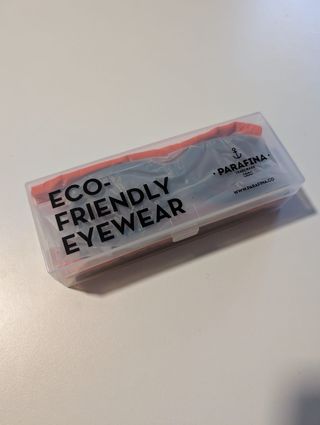 ECO-
FRIENDLY
EYEWEAR
· PARAFINA ·
WWW.PARAFINA.CO